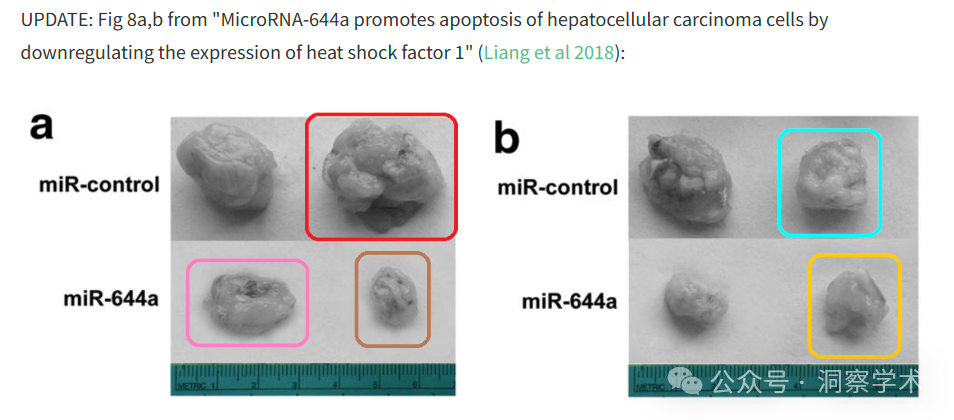 UPDATE: Fig 8a,b from "MicroRNA-644a promotes apoptosis of hepatocellular carcinoma cells by
downregulating the expression of heat shock factor 1" (Liang et al 2018):
a
b
miR-control
miR-control
miR-644a
miR-644a
METRIC 1 2 3 4 5 6
METRIC
公众号 · 洞察学术